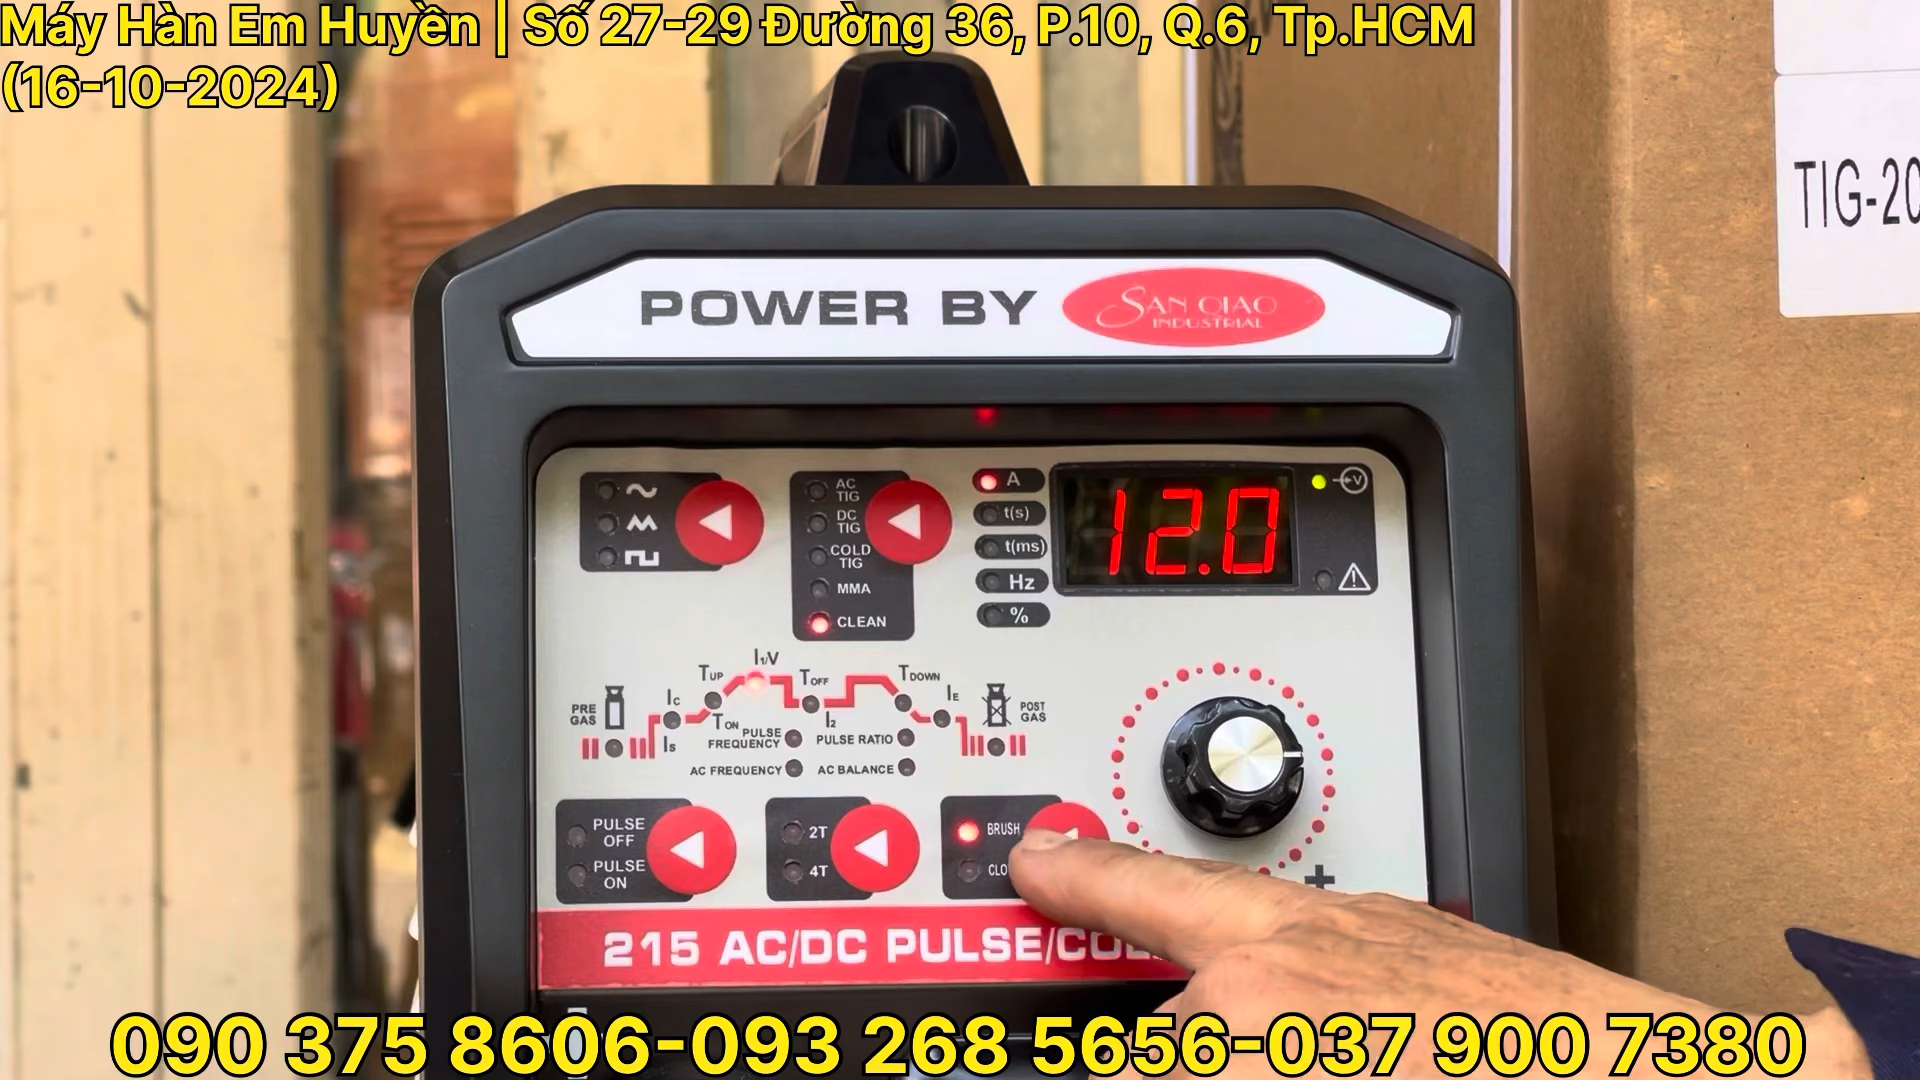 Máy Hàn Em Huyền | Số 27-29 Đường 36, P.10, Q.6, Tp.HCM
(16-10-2024)
TIG-20
POWER BY SAN QIAO
INDUSTRIAL
AC
TIG
DC
TIG
COLD
TIG
MMA
CLEAN
A
t(s)
t(ms)
Hz
%
12.0
V
PRE
GAS
IC
IS
TUP
TON
I1/V
TOFF
I2
TDOWN
IE
POST
GAS
PULSE
FREQUENCY
PULSE RATIO
AC FREQUENCY
AC BALANCE
PULSE
OFF
PULSE
ON
2T
4T
BRUSH
+
215 AC/DC PULSE/
090 375 8606-093 268 5656-037 900 7380